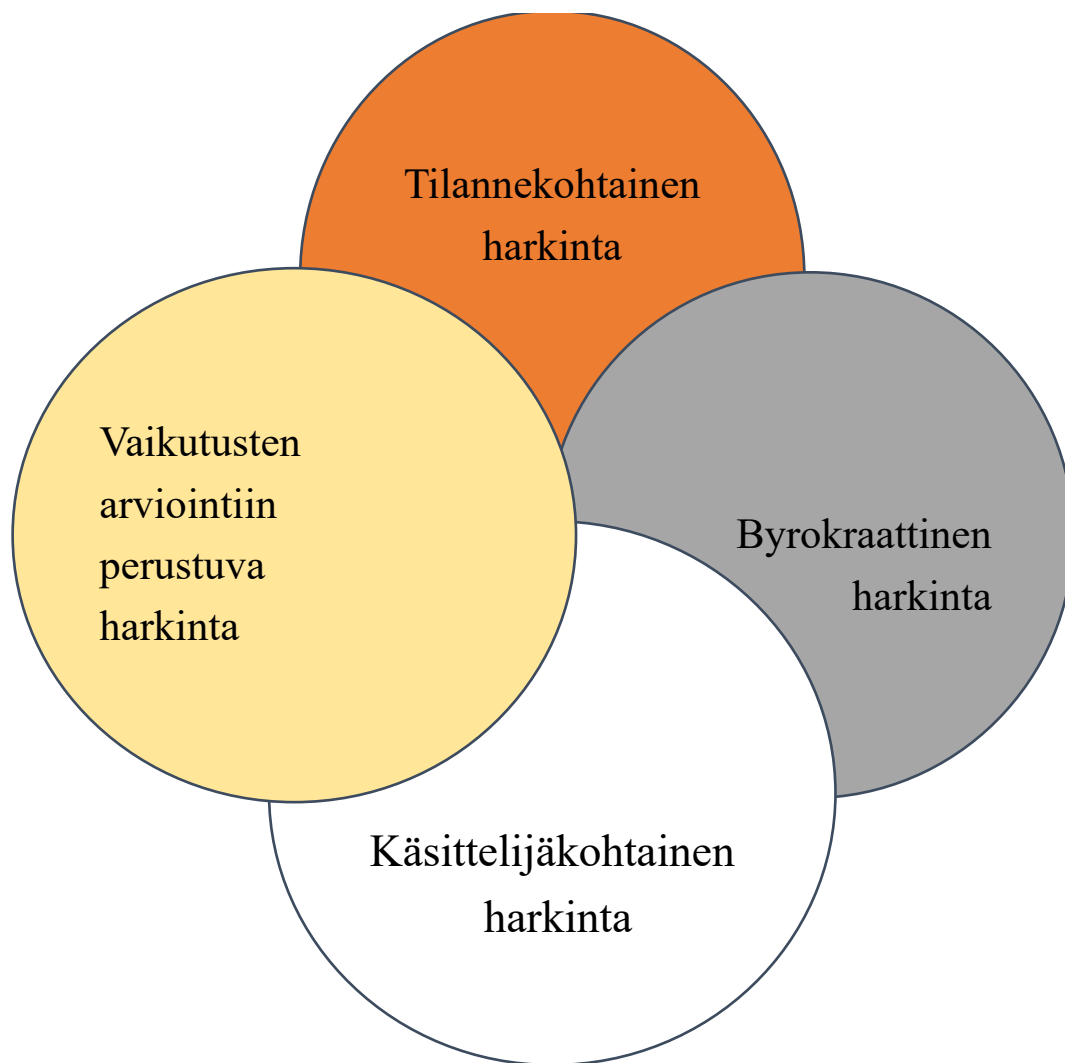 Tilannekohtainen
harkinta
Vaikutusten
arviointiin
perustuva
harkinta
Byrokraattinen
harkinta
Käsittelijäkohtainen
harkinta